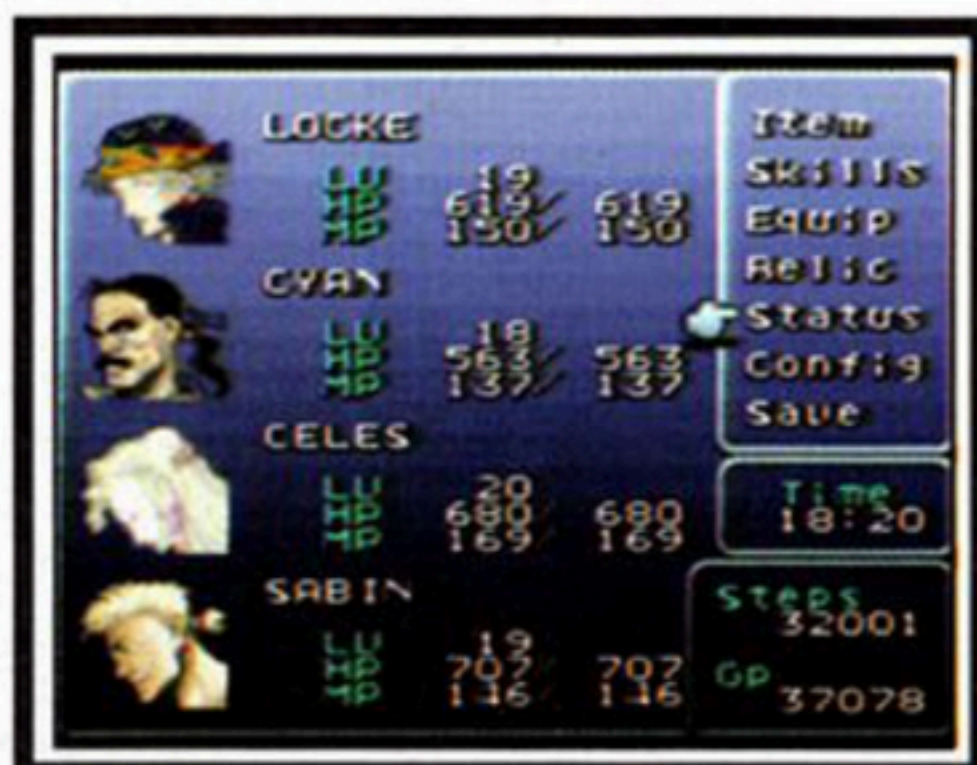 LOCKE
LV 19
HP 619/ 619
MP 150/ 150
CYAN
LV 18
HP 563/ 563
MP 137/ 137
CELES
LV 20
HP 680/ 680
MP 169/ 169
SABIN
LV 19
HP 707/ 707
MP 146/ 146
Item
Skills
Equip
Relic
Status
Config
Save
Time
18:20
Steps
32001
Gp
37078